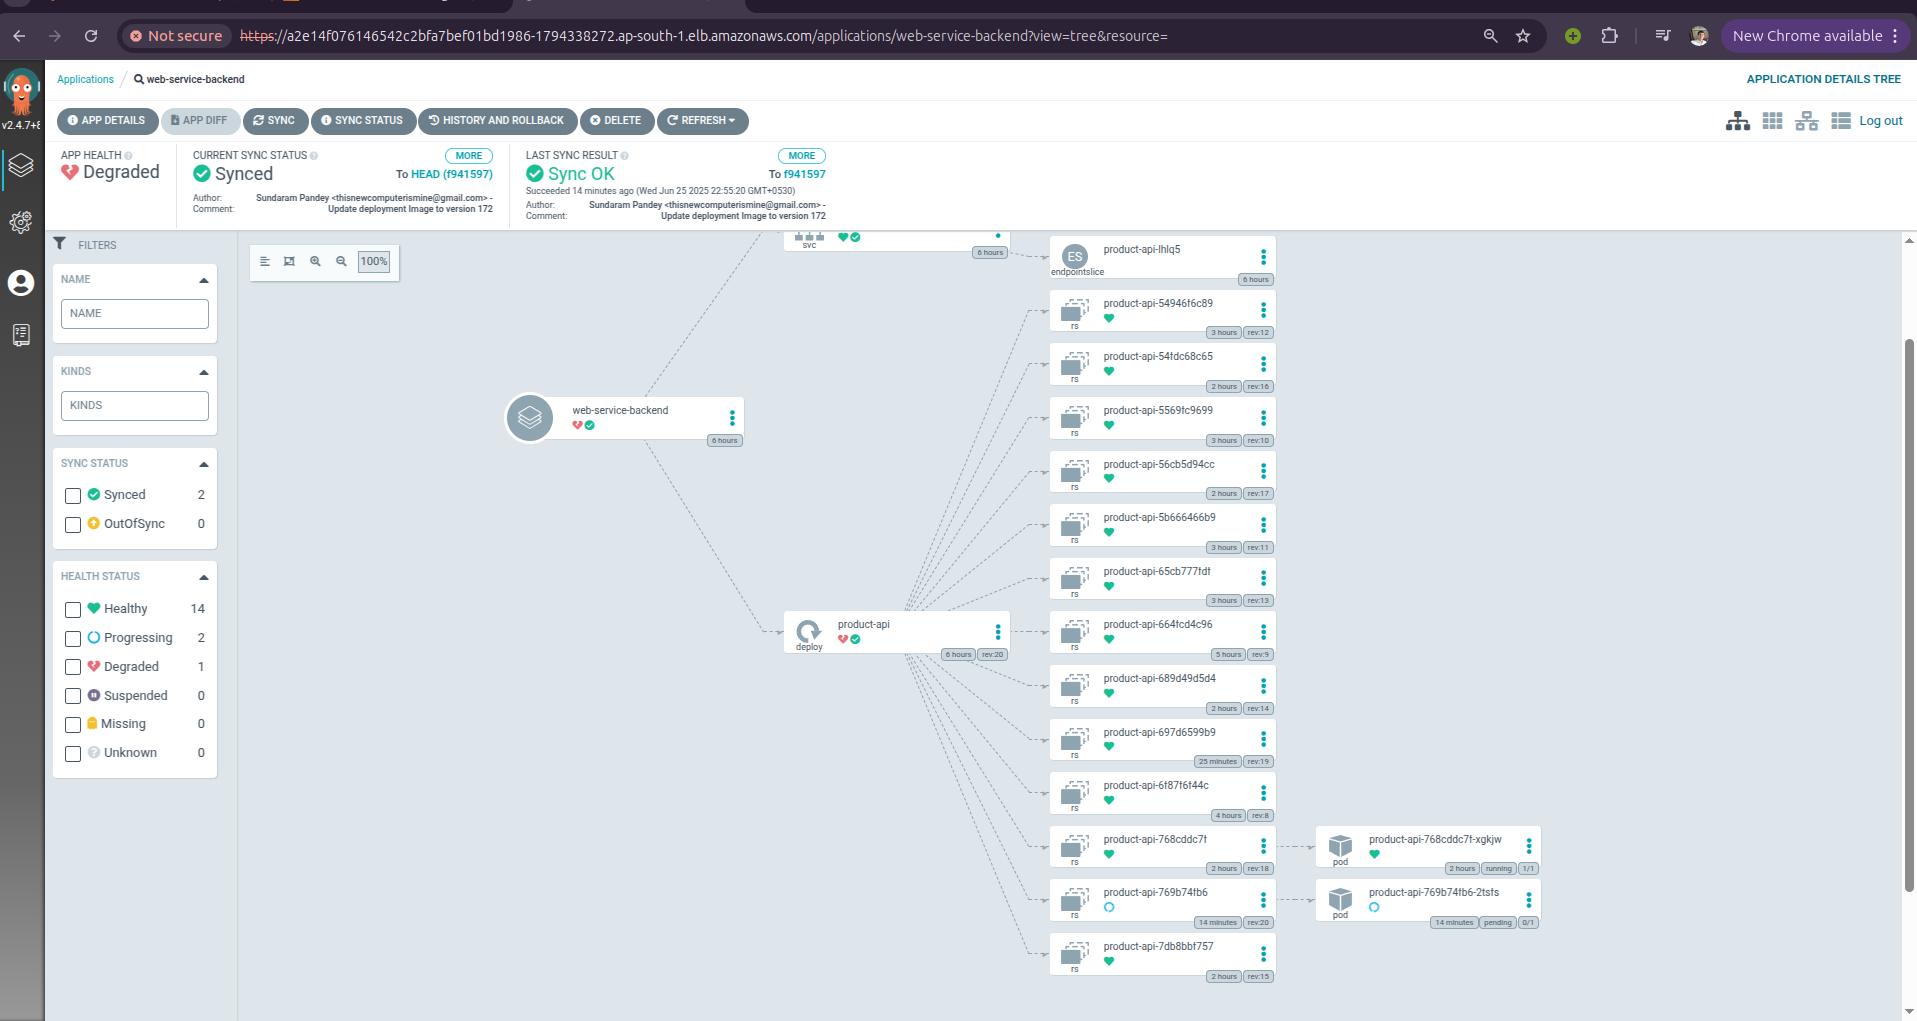 Not secure
https://a2e14f076146542c2bfa7bef01bd1986-1794338272.ap-south-1.elb.amazonaws.com/applications/web-service-backend?view=tree&resource=
New Chrome available
Applications / web-service-backend
APPLICATION DETAILS TREE
v2.4.7+8
APP DETAILS
APP DIFF
SYNC
SYNC STATUS
HISTORY AND ROLLBACK
DELETE
REFRESH
Log out
APP HEALTH
Degraded
CURRENT SYNC STATUS
MORE
Synced
To HEAD (f941597)
Author: Sundaram Pandey <thisnewcomputerismine@gmail.com> -
Comment: Update deployment Image to version 172
LAST SYNC RESULT
MORE
Sync OK
To f941597
Succeeded 14 minutes ago (Wed Jun 25 2025 22:55:20 GMT+0530)
Author: Sundaram Pandey <thisnewcomputerismine@gmail.com> -
Comment: Update deployment Image to version 172
FILTERS
NAME
NAME
KINDS
KINDS
SYNC STATUS
Synced 2
OutOfSync 0
HEALTH STATUS
Healthy 14
Progressing 2
Degraded 1
Suspended 0
Missing 0
Unknown 0
100%
web-service-backend
6 hours
svc
6 hours
product-api
deploy
6 hours rev:20
ES
product-api-lhlq5
endpointslice
6 hours
product-api-54946f6c89
rs
3 hours rev:12
product-api-54fdc68c65
rs
2 hours rev:16
product-api-5569fc9699
rs
3 hours rev:10
product-api-56cb5d94cc
rs
2 hours rev:17
product-api-5b666466b9
rs
3 hours rev:11
product-api-65cb777fdf
rs
3 hours rev:13
product-api-664fcd4c96
rs
5 hours rev:9
product-api-689d49d5d4
rs
2 hours rev:14
product-api-697d6599b9
rs
25 minutes rev:19
product-api-6f87f6f44c
rs
4 hours rev:8
product-api-768cddc7f
rs
2 hours rev:18
product-api-768cddc7f-xgkjw
pod
2 hours running 1/1
product-api-769b74fb6
rs
14 minutes rev:20
product-api-769b74fb6-2tsfs
pod
14 minutes pending 0/1
product-api-7db8bbf757
rs
2 hours rev:15